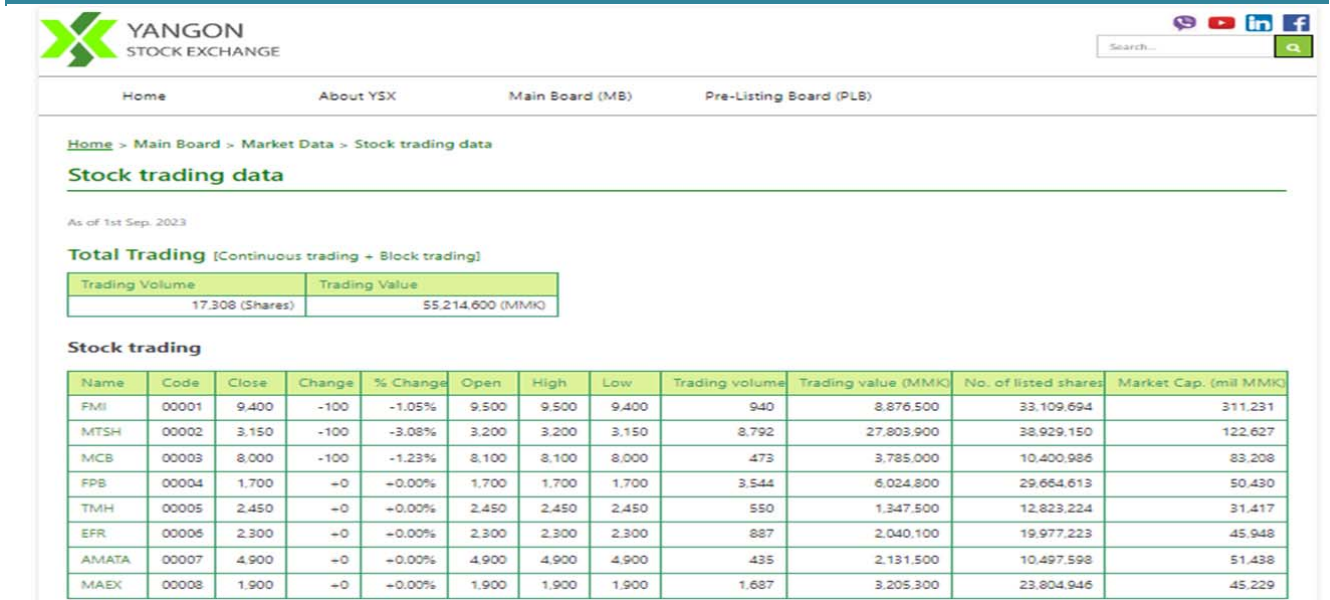 YANGON
STOCK EXCHANGE
Search...
Home About YSX Main Board (MB) Pre-Listing Board (PLB)
Home > Main Board > Market Data > Stock trading data
Stock trading data
As of 1st Sep. 2023
Total Trading [Continuous trading + Block trading]
Trading Volume Trading Value
17,308 (Shares) 55,214,600 (MMK)
Stock trading
Name Code Close Change % Change Open High Low Trading volume Trading value (MMK) No. of listed shares Market Cap. (mil MMK)
FMI 00001 9,400 -100 -1.05% 9,500 9,500 9,400 940 8,876,500 33,109,694 311,231
MTSH 00002 3,150 -100 -3.08% 3,200 3,200 3,150 8,792 27,803,900 38,929,150 122,627
MCB 00003 8,000 -100 -1.23% 8,100 8,100 8,000 473 3,785,000 10,400,986 83,208
FPB 00004 1,700 +0 +0.00% 1,700 1,700 1,700 3,544 6,024,800 29,664,613 50,430
TMH 00005 2,450 +0 +0.00% 2,450 2,450 2,450 550 1,347,500 12,823,224 31,417
EFR 00006 2,300 +0 +0.00% 2,300 2,300 2,300 887 2,040,100 19,977,223 45,948
AMATA 00007 4,900 +0 +0.00% 4,900 4,900 4,900 435 2,131,500 10,497,598 51,438
MAEX 00008 1,900 +0 +0.00% 1,900 1,900 1,900 1,687 3,205,300 23,804,946 45,229